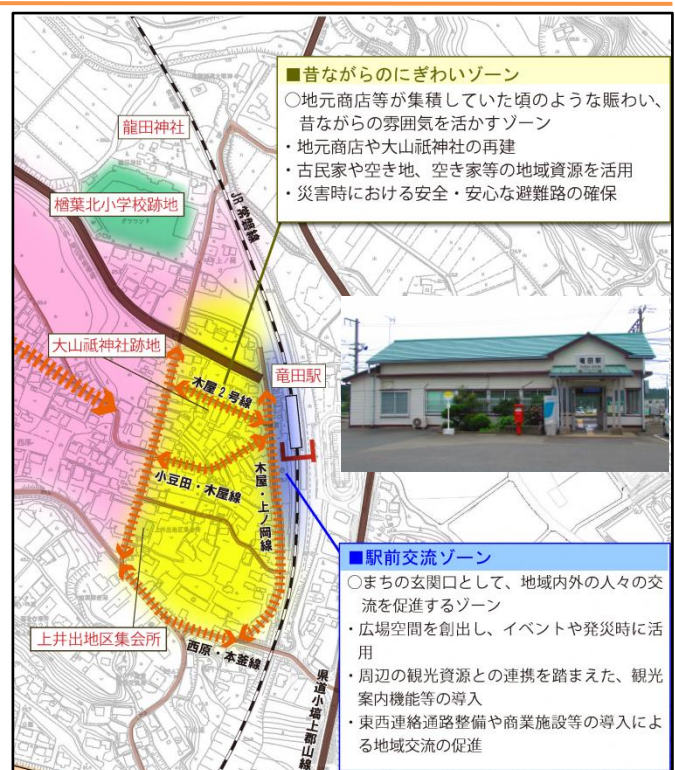 ■昔ながらのにぎわいゾーン
○地元商店等が集積していた頃のような賑わい、
昔ながらの雰囲気を活かすゾーン
・地元商店や大山祇神社の再建
・古民家や空き地、空き家等の地域資源を活用
・災害時における安全・安心な避難路の確保
龍田神社
JR常磐線
楢葉北小学校跡地
大山祇神社跡地
竜田駅
竜田駅
木屋2号線
小豆田・木屋線
木屋・上ノ岡線
上井出地区集会所
西原・本釜線
県道小塙上郡山線
■駅前交流ゾーン
○まちの玄関口として、地域内外の人々の交
流を促進するゾーン
・広場空間を創出し、イベントや発災時に活
用
・周辺の観光資源との連携を踏まえた、観光
案内機能等の導入
・東西連絡通路整備や商業施設等の導入によ
る地域交流の促進